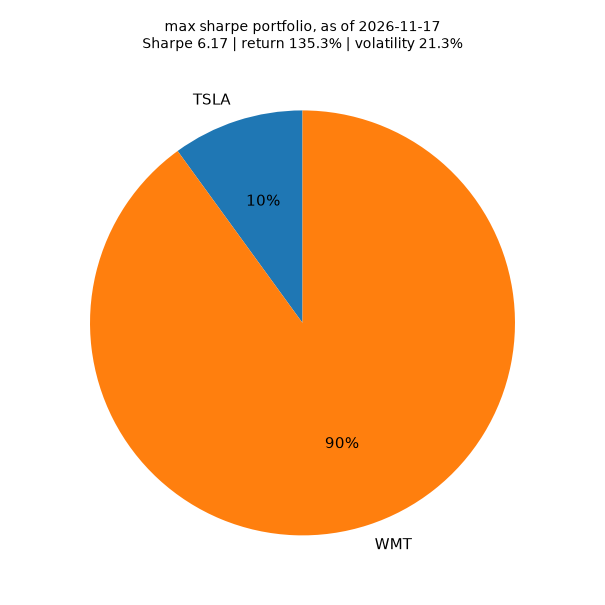 max sharpe portfolio, as of 2026-11-17
Sharpe 6.17 | return 135.3% | volatility 21.3%
TSLA
10%
90%
WMT